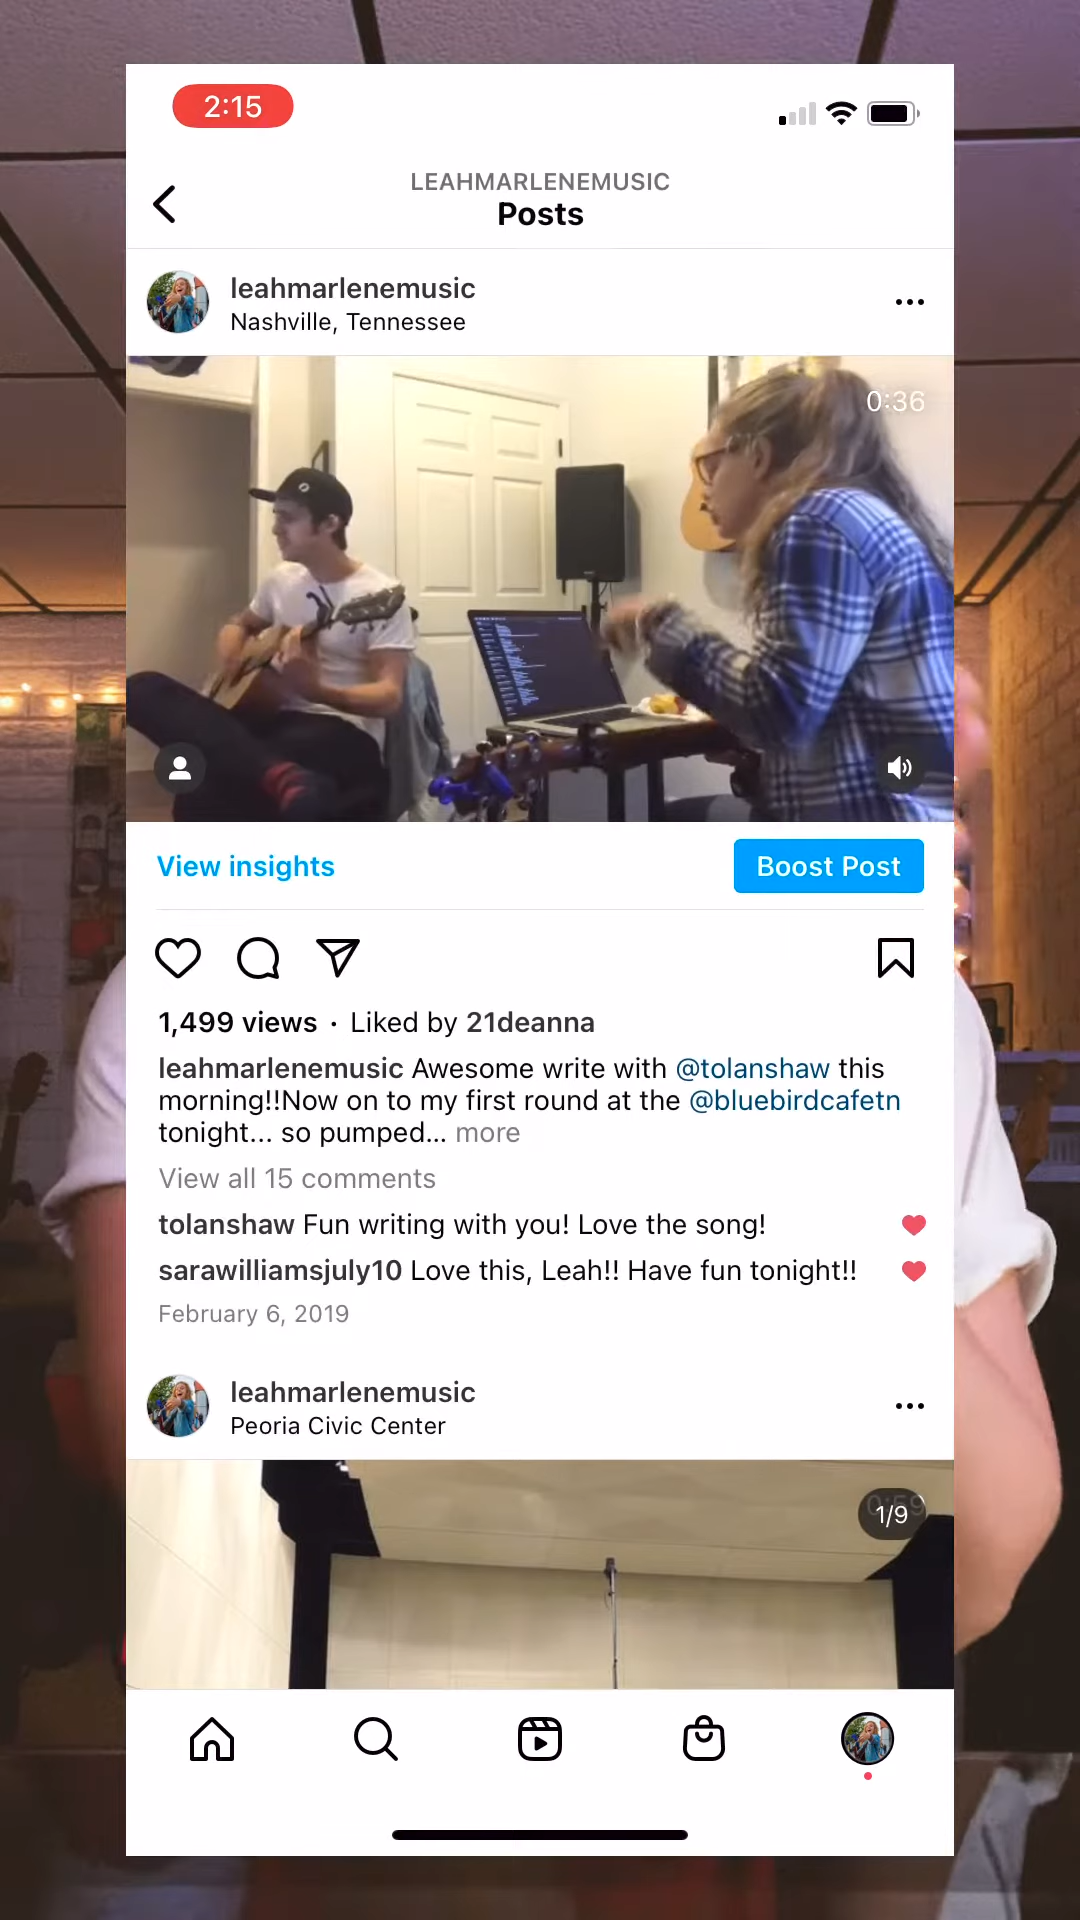 2:15
LEAHMARLENEMUSIC
Posts
leahmarlenemusic
Nashville, Tennessee
0:36
View insights
Boost Post
1,499 views · Liked by 21deanna
leahmarlenemusic Awesome write with @tolanshaw this
morning!!Now on to my first round at the @bluebirdcafetn
tonight... so pumped... more
View all 15 comments
tolanshaw Fun writing with you! Love the song!
sarawilliamsjuly10 Love this, Leah!! Have fun tonight!!
February 6, 2019
leahmarlenemusic
Peoria Civic Center
0:59
1/9